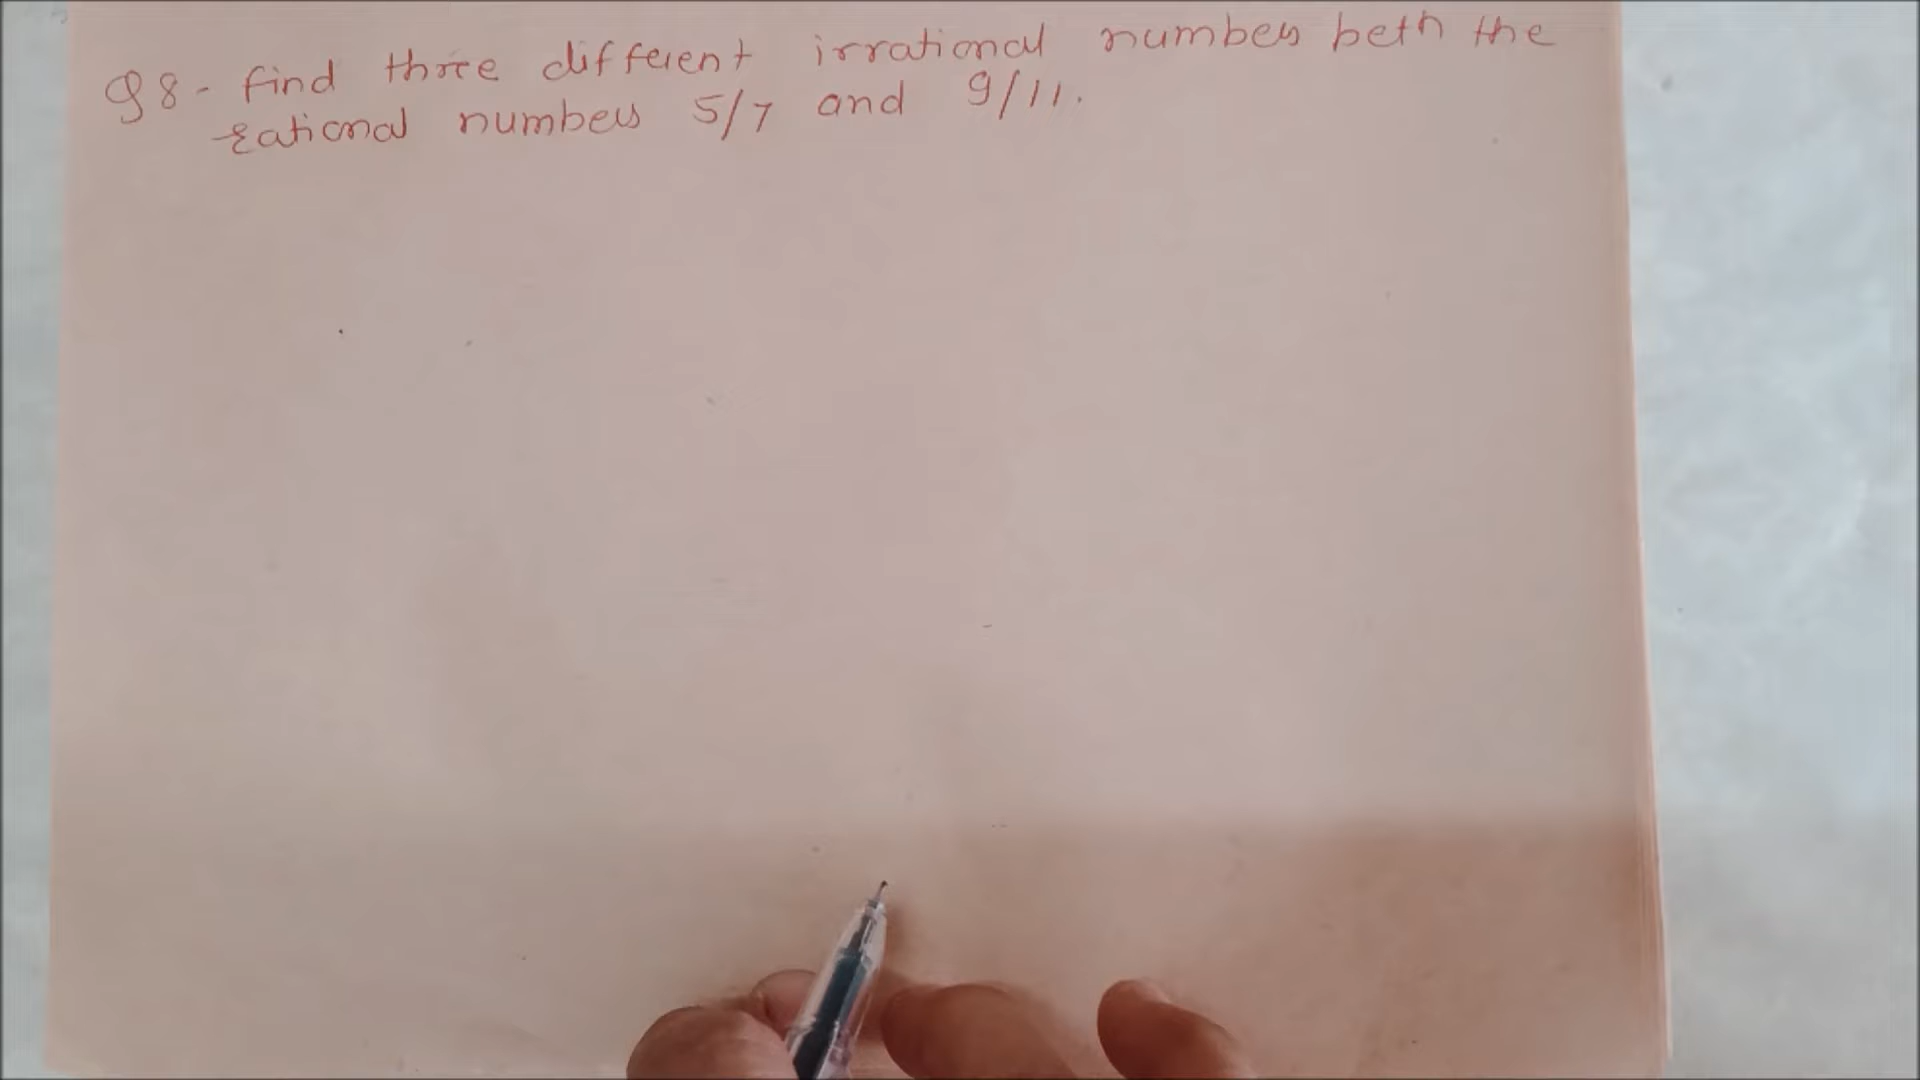 Q8- find three different irrational numbers beth the
rational numbers 5/7 and 9/11.